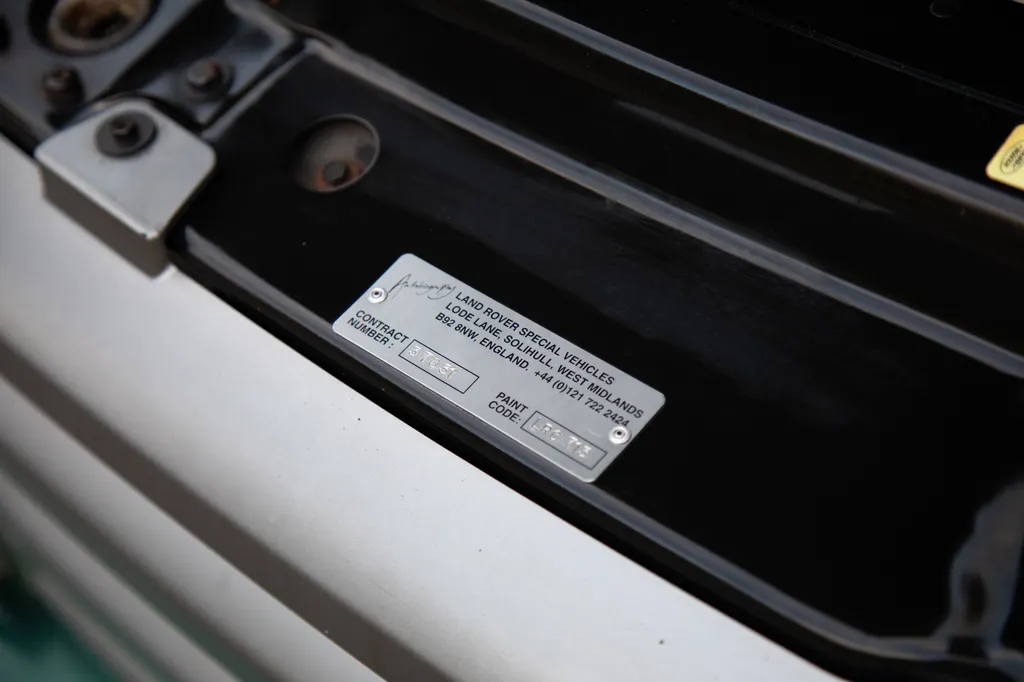 Autobiography
LAND ROVER SPECIAL VEHICLES
LODE LANE, SOLIHULL, WEST MIDLANDS
B92 8NW, ENGLAND. +44 (0)121 722 2424
CONTRACT
NUMBER:
PAINT
CODE: